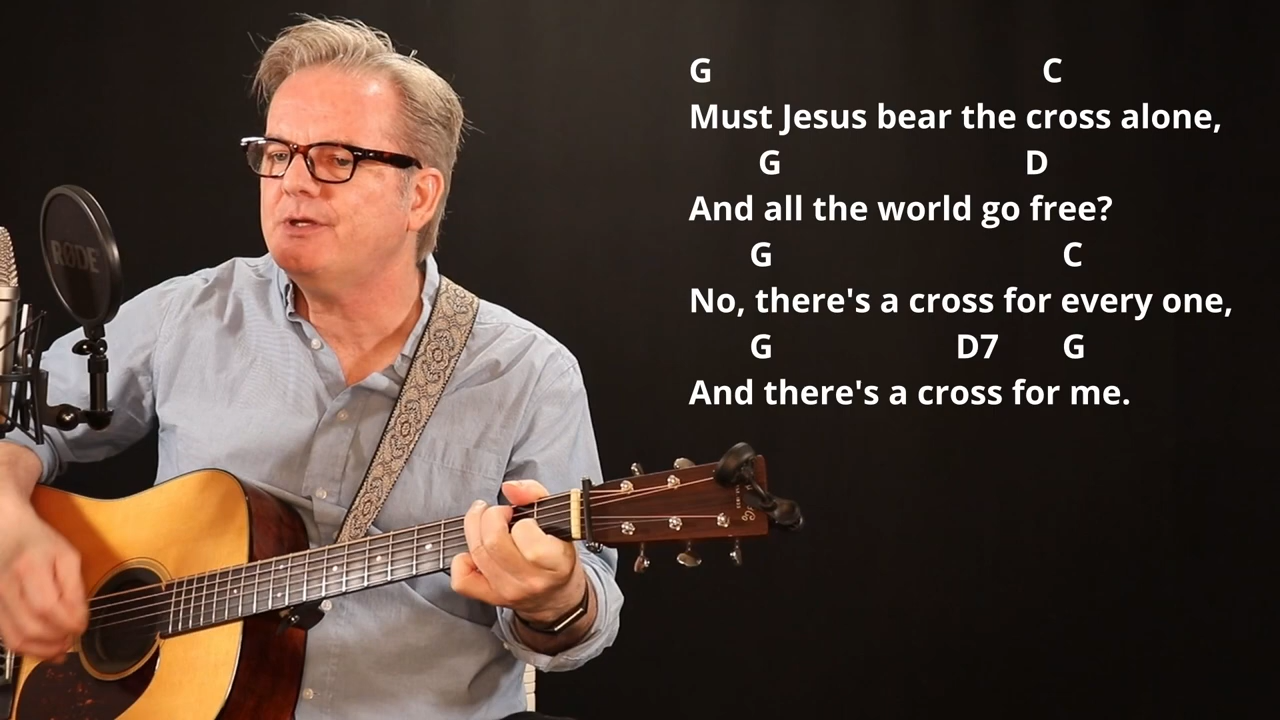 RØDE
G C
Must Jesus bear the cross alone,
G D
And all the world go free?
G C
No, there's a cross for every one,
G D7 G
And there's a cross for me.